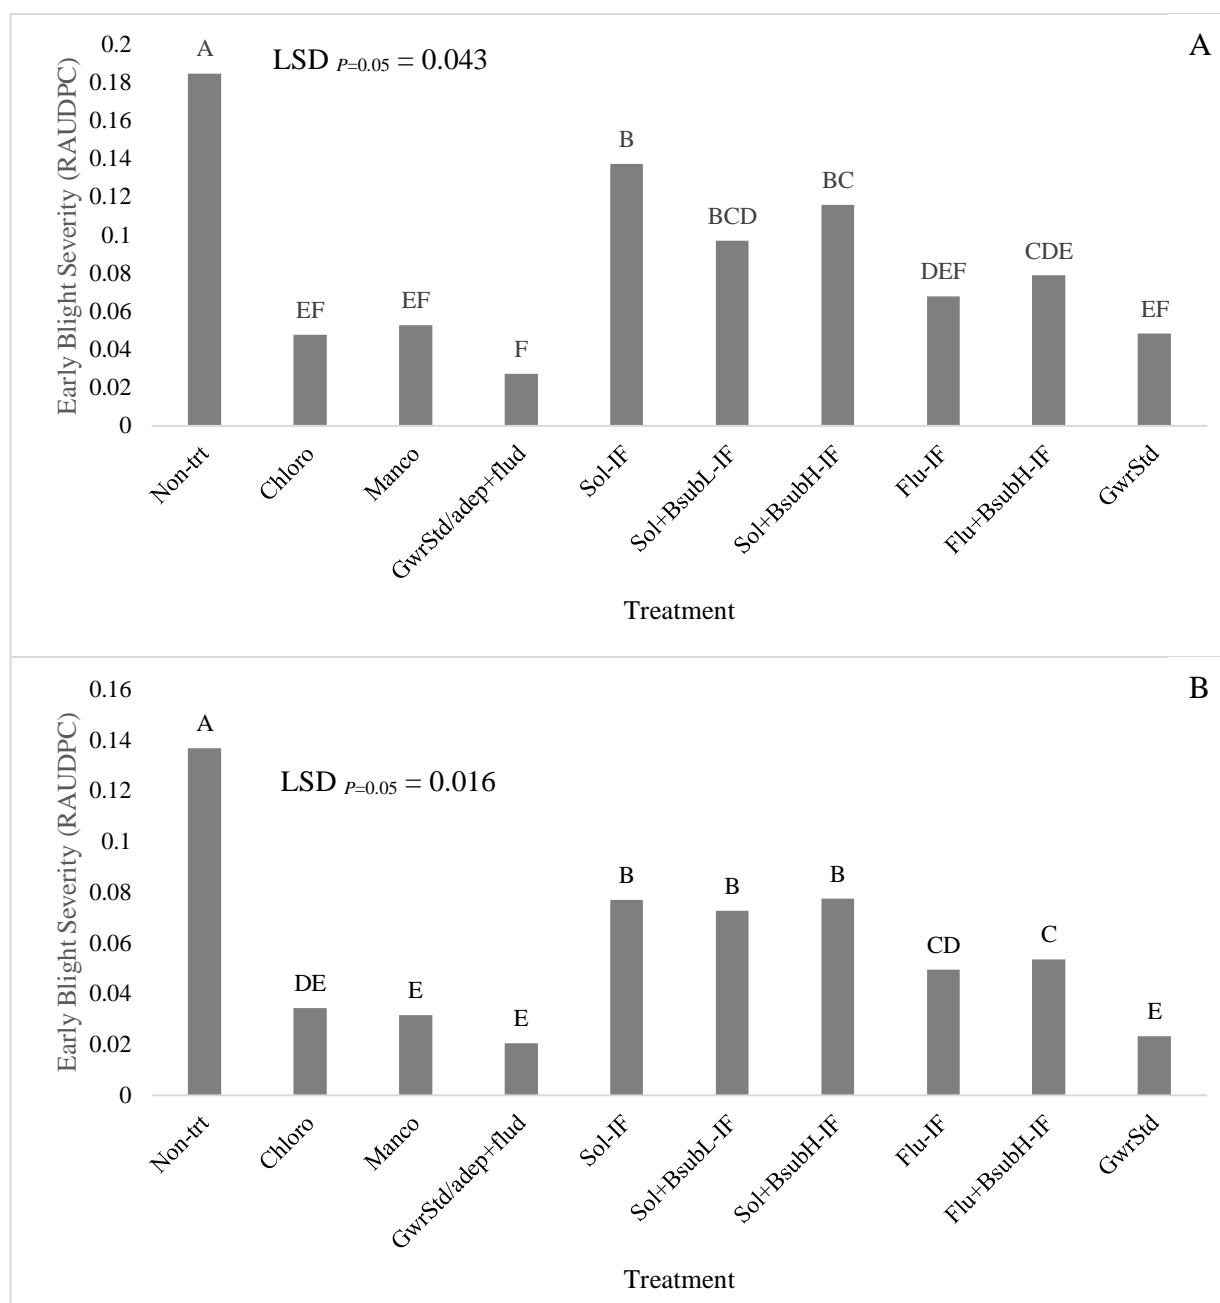 A
LSD P=0.05 = 0.043
Early Blight Severity (RAUDPC)
0.2
0.18
0.16
0.14
0.12
0.1
0.08
0.06
0.04
0.02
0
A
EF
EF
F
B
BCD
BC
DEF
CDE
EF
Non-trt
Chloro
Manco
GwrStd/adep+flud
Sol-IF
Sol+BsubL-IF
Sol+BsubH-IF
Flu-IF
Flu+BsubH-IF
GwrStd
Treatment
B
LSD P=0.05 = 0.016
Early Blight Severity (RAUDPC)
0.16
0.14
0.12
0.1
0.08
0.06
0.04
0.02
0
A
DE
E
E
B
B
B
CD
C
E
Non-trt
Chloro
Manco
GwrStd/adep+flud
Sol-IF
Sol+BsubL-IF
Sol+BsubH-IF
Flu-IF
Flu+BsubH-IF
GwrStd
Treatment